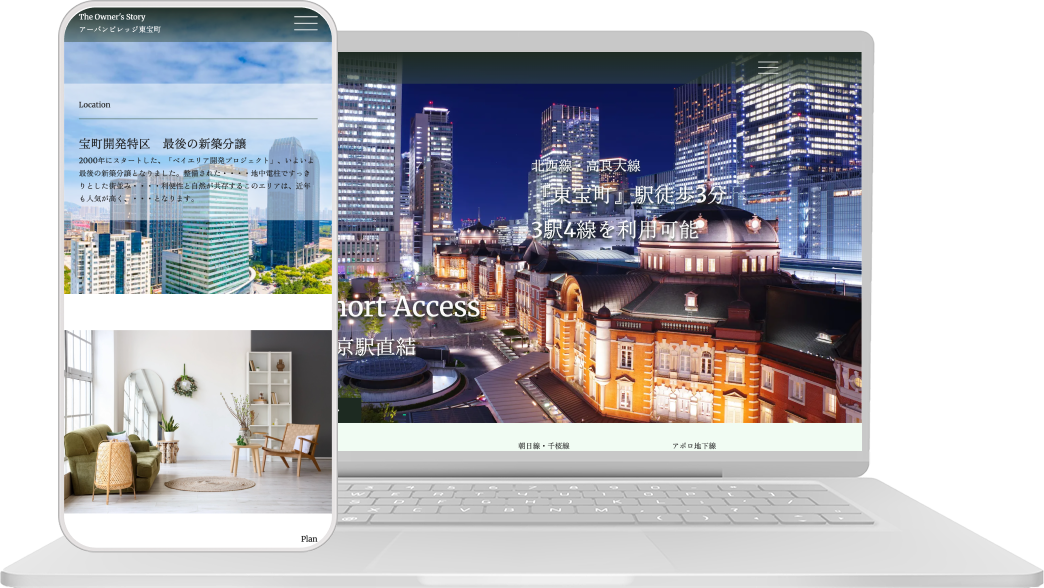 The Owner's Story
アーバンビレッジ東宝町
Location
宝町開発特区 最後の新築分譲
2000年にスタートした、「ベイエリア開発プロジェクト」。いよいよ
最後の新築分譲となりました。整備された・・・・地中電柱ですっき
りとした街並み・・・・利便性と自然が共存するこのエリアは、近年
も人気が高く・・・・となります。
Plan
北西線・高良大線
『東宝町』駅徒歩3分
3駅4線を利用可能
hort Access
京駅直結
朝日線・千桜線
アポロ地下線